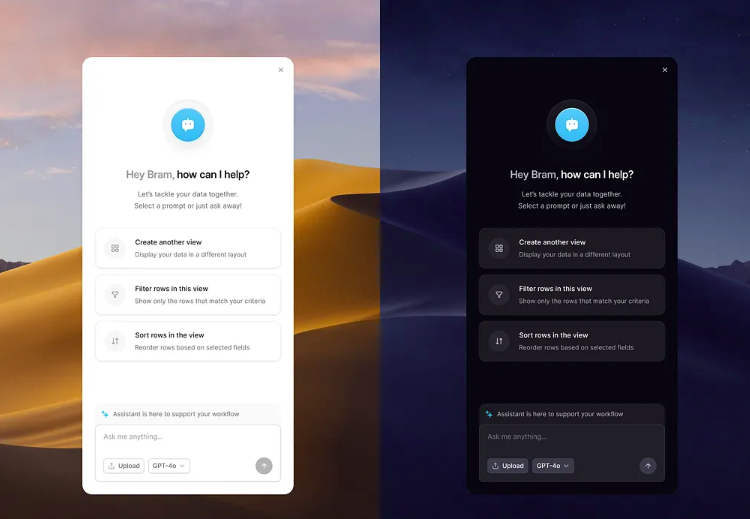 Hey Bram, how can I help?
Let's tackle your data together.
Select a prompt or just ask away!
Create another view
Display your data in a different layout
Filter rows in this view
Show only the rows that match your criteria
Sort rows in the view
Reorder rows based on selected fields
Assistant is here to support your workflow
Ask me anything...
Upload
GPT-4o
Hey Bram, how can I help?
Let's tackle your data together.
Select a prompt or just ask away!
Create another view
Display your data in a different layout
Filter rows in this view
Show only the rows that match your criteria
Sort rows in the view
Reorder rows based on selected fields
Assistant is here to support your workflow
Ask me anything...
Upload
GPT-4o